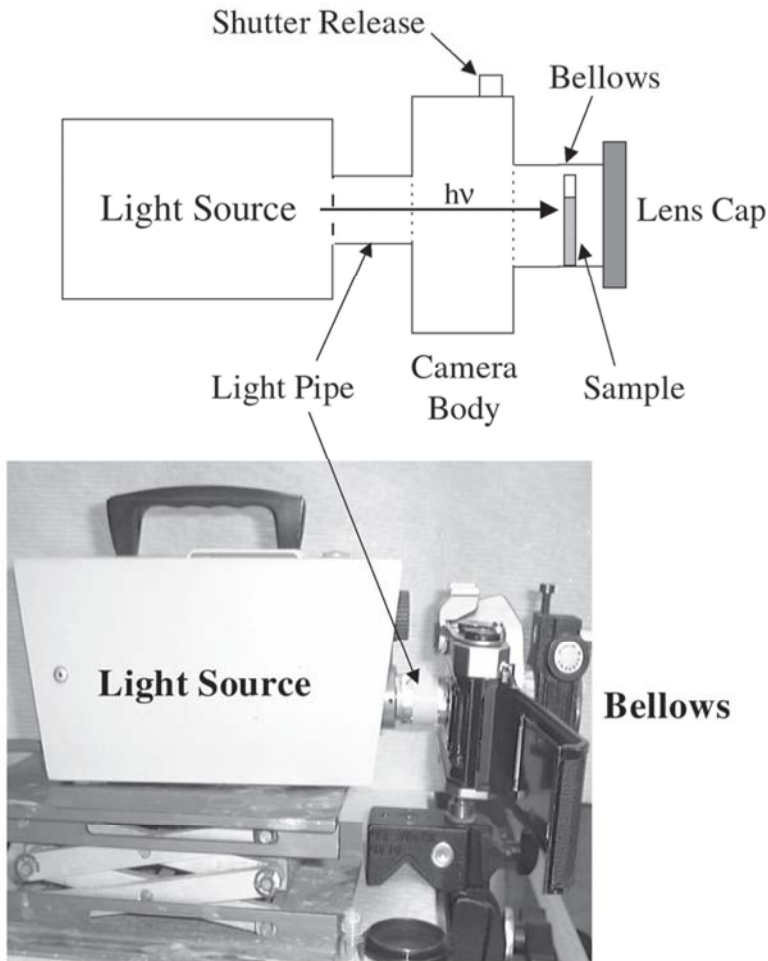 Shutter Release
Bellows
Light Source
hν
Lens Cap
Light Pipe
Camera
Body
Sample
Light Source
Bellows